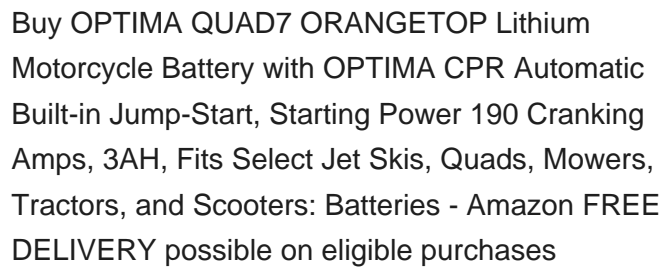 Buy OPTIMA QUAD7 ORANGETOP Lithium
Motorcycle Battery with OPTIMA CPR Automatic
Built-in Jump-Start, Starting Power 190 Cranking
Amps, 3AH, Fits Select Jet Skis, Quads, Mowers,
Tractors, and Scooters: Batteries - Amazon FREE
DELIVERY possible on eligible purchases